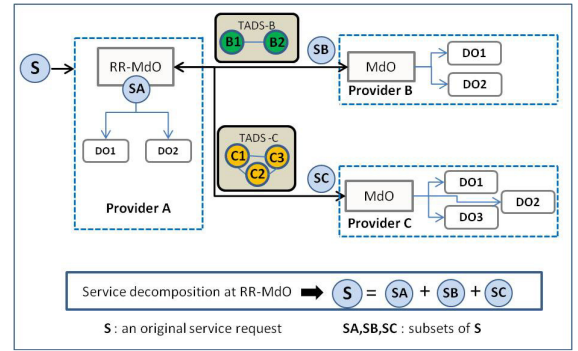 TADS-B
B1 B2
S
RR-MdO
SA
DO1
DO2
Provider A
SB
MdO
DO1
DO2
Provider B
TADS -C
C1 C3
C2
SC
MdO
DO1
DO2
DO3
Provider C
Service decomposition at RR-MdO S = SA + SB + SC
S : an original service request SA,SB,SC : subsets of S